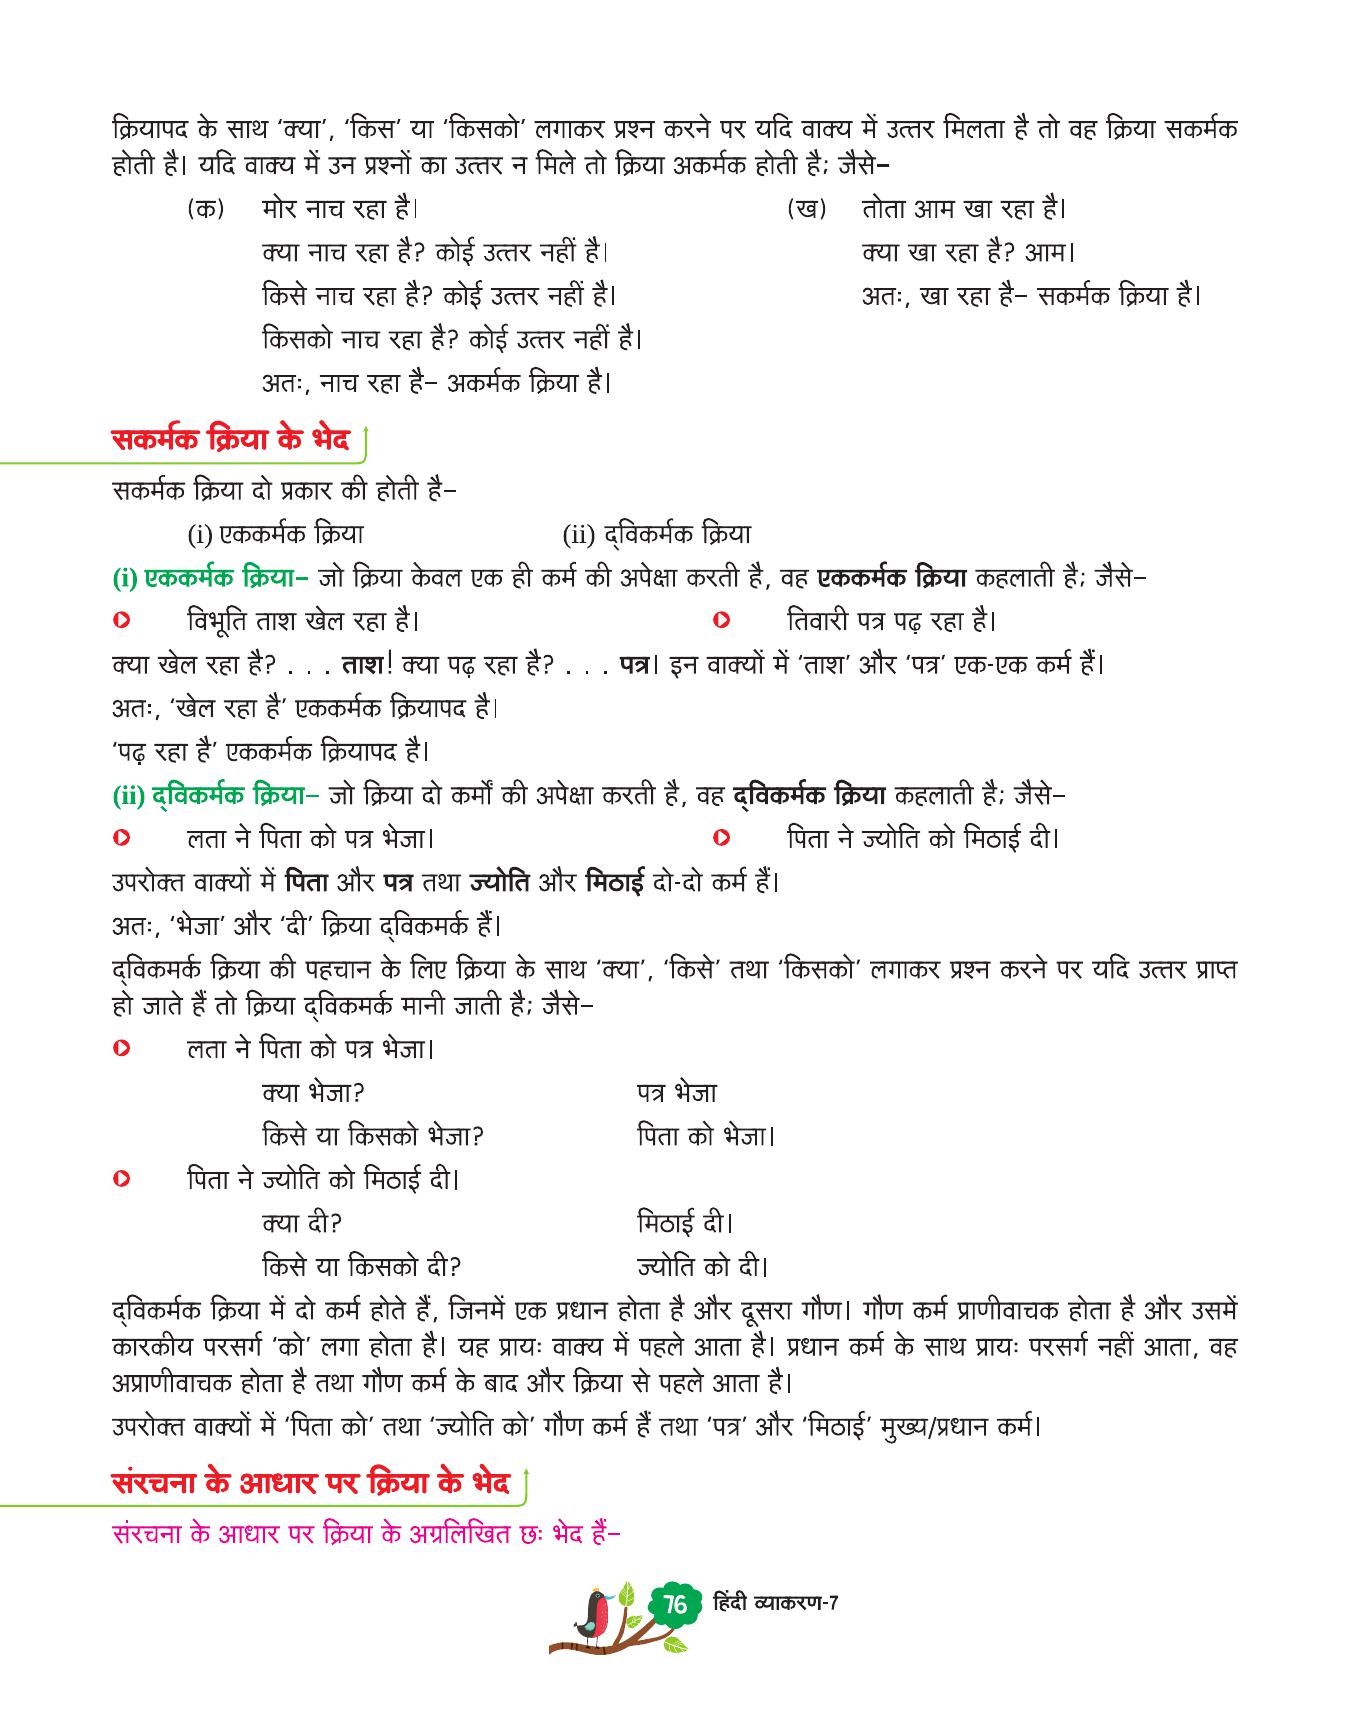 क्रियापद के साथ ‘क्या’, ‘किस’ या ‘किसको’ लगाकर प्रश्न करने पर यदि वाक्य में उत्तर मिलता है तो वह क्रिया सकर्मक
होती है। यदि वाक्य में उन प्रश्नों का उत्तर न मिले तो क्रिया अकर्मक होती है; जैसे–
(क) मोर नाच रहा है। (ख) तोता आम खा रहा है।
क्या नाच रहा है? कोई उत्तर नहीं है। क्या खा रहा है? आम।
किसे नाच रहा है? कोई उत्तर नहीं है। अतः, खा रहा है– सकर्मक क्रिया है।
किसको नाच रहा है? कोई उत्तर नहीं है।
अतः, नाच रहा है– अकर्मक क्रिया है।
सकर्मक क्रिया के भेद
सकर्मक क्रिया दो प्रकार की होती है–
(i) एककर्मक क्रिया (ii) द्‌विकर्मक क्रिया
(i) एककर्मक क्रिया– जो क्रिया केवल एक ही कर्म की अपेक्षा करती है, वह एककर्मक क्रिया कहलाती है; जैसे–
विभूति ताश खेल रहा है। तिवारी पत्र पढ़ रहा है।
क्या खेल रहा है? . . . ताश! क्या पढ़ रहा है? . . . पत्र। इन वाक्यों में ‘ताश’ और ‘पत्र’ एक-एक कर्म हैं।
अतः, ‘खेल रहा है’ एककर्मक क्रियापद है।
‘पढ़ रहा है’ एककर्मक क्रियापद है।
(ii) द्‌विकर्मक क्रिया– जो क्रिया दो कर्मों की अपेक्षा करती है, वह द्‌विकर्मक क्रिया कहलाती है; जैसे–
लता ने पिता को पत्र भेजा। पिता ने ज्योति को मिठाई दी।
उपरोक्त वाक्यों में पिता और पत्र तथा ज्योति और मिठाई दो-दो कर्म हैं।
अतः, ‘भेजा’ और ‘दी’ क्रिया द्‌विकमर्क हैं।
द्‌विकमर्क क्रिया की पहचान के लिए क्रिया के साथ ‘क्या’, ‘किसे’ तथा ‘किसको’ लगाकर प्रश्न करने पर यदि उत्तर प्राप्त
हो जाते हैं तो क्रिया द्‌विकमर्क मानी जाती है; जैसे–
लता ने पिता को पत्र भेजा।
क्या भेजा? पत्र भेजा
किसे या किसको भेजा? पिता को भेजा।
पिता ने ज्योति को मिठाई दी।
क्या दी? मिठाई दी।
किसे या किसको दी? ज्योति को दी।
द्‌विकर्मक क्रिया में दो कर्म होते हैं, जिनमें एक प्रधान होता है और दूसरा गौण। गौण कर्म प्राणीवाचक होता है और उसमें
कारकीय परसर्ग ‘को’ लगा होता है। यह प्रायः वाक्य में पहले आता है। प्रधान कर्म के साथ प्रायः परसर्ग नहीं आता, वह
अप्राणीवाचक होता है तथा गौण कर्म के बाद और क्रिया से पहले आता है।
उपरोक्त वाक्यों में ‘पिता को’ तथा ‘ज्योति को’ गौण कर्म हैं तथा ‘पत्र’ और ‘मिठाई’ मुख्य/प्रधान कर्म।
संरचना के आधार पर क्रिया के भेद
संरचना के आधार पर क्रिया के अग्रलिखित छः भेद हैं–
76 हिंदी व्याकरण-7